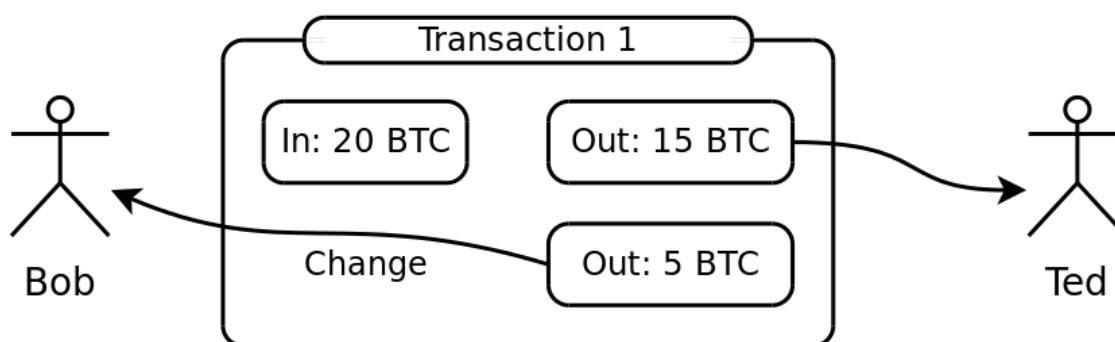 Transaction 1
In: 20 BTC
Out: 15 BTC
Change
Out: 5 BTC
Bob
Ted